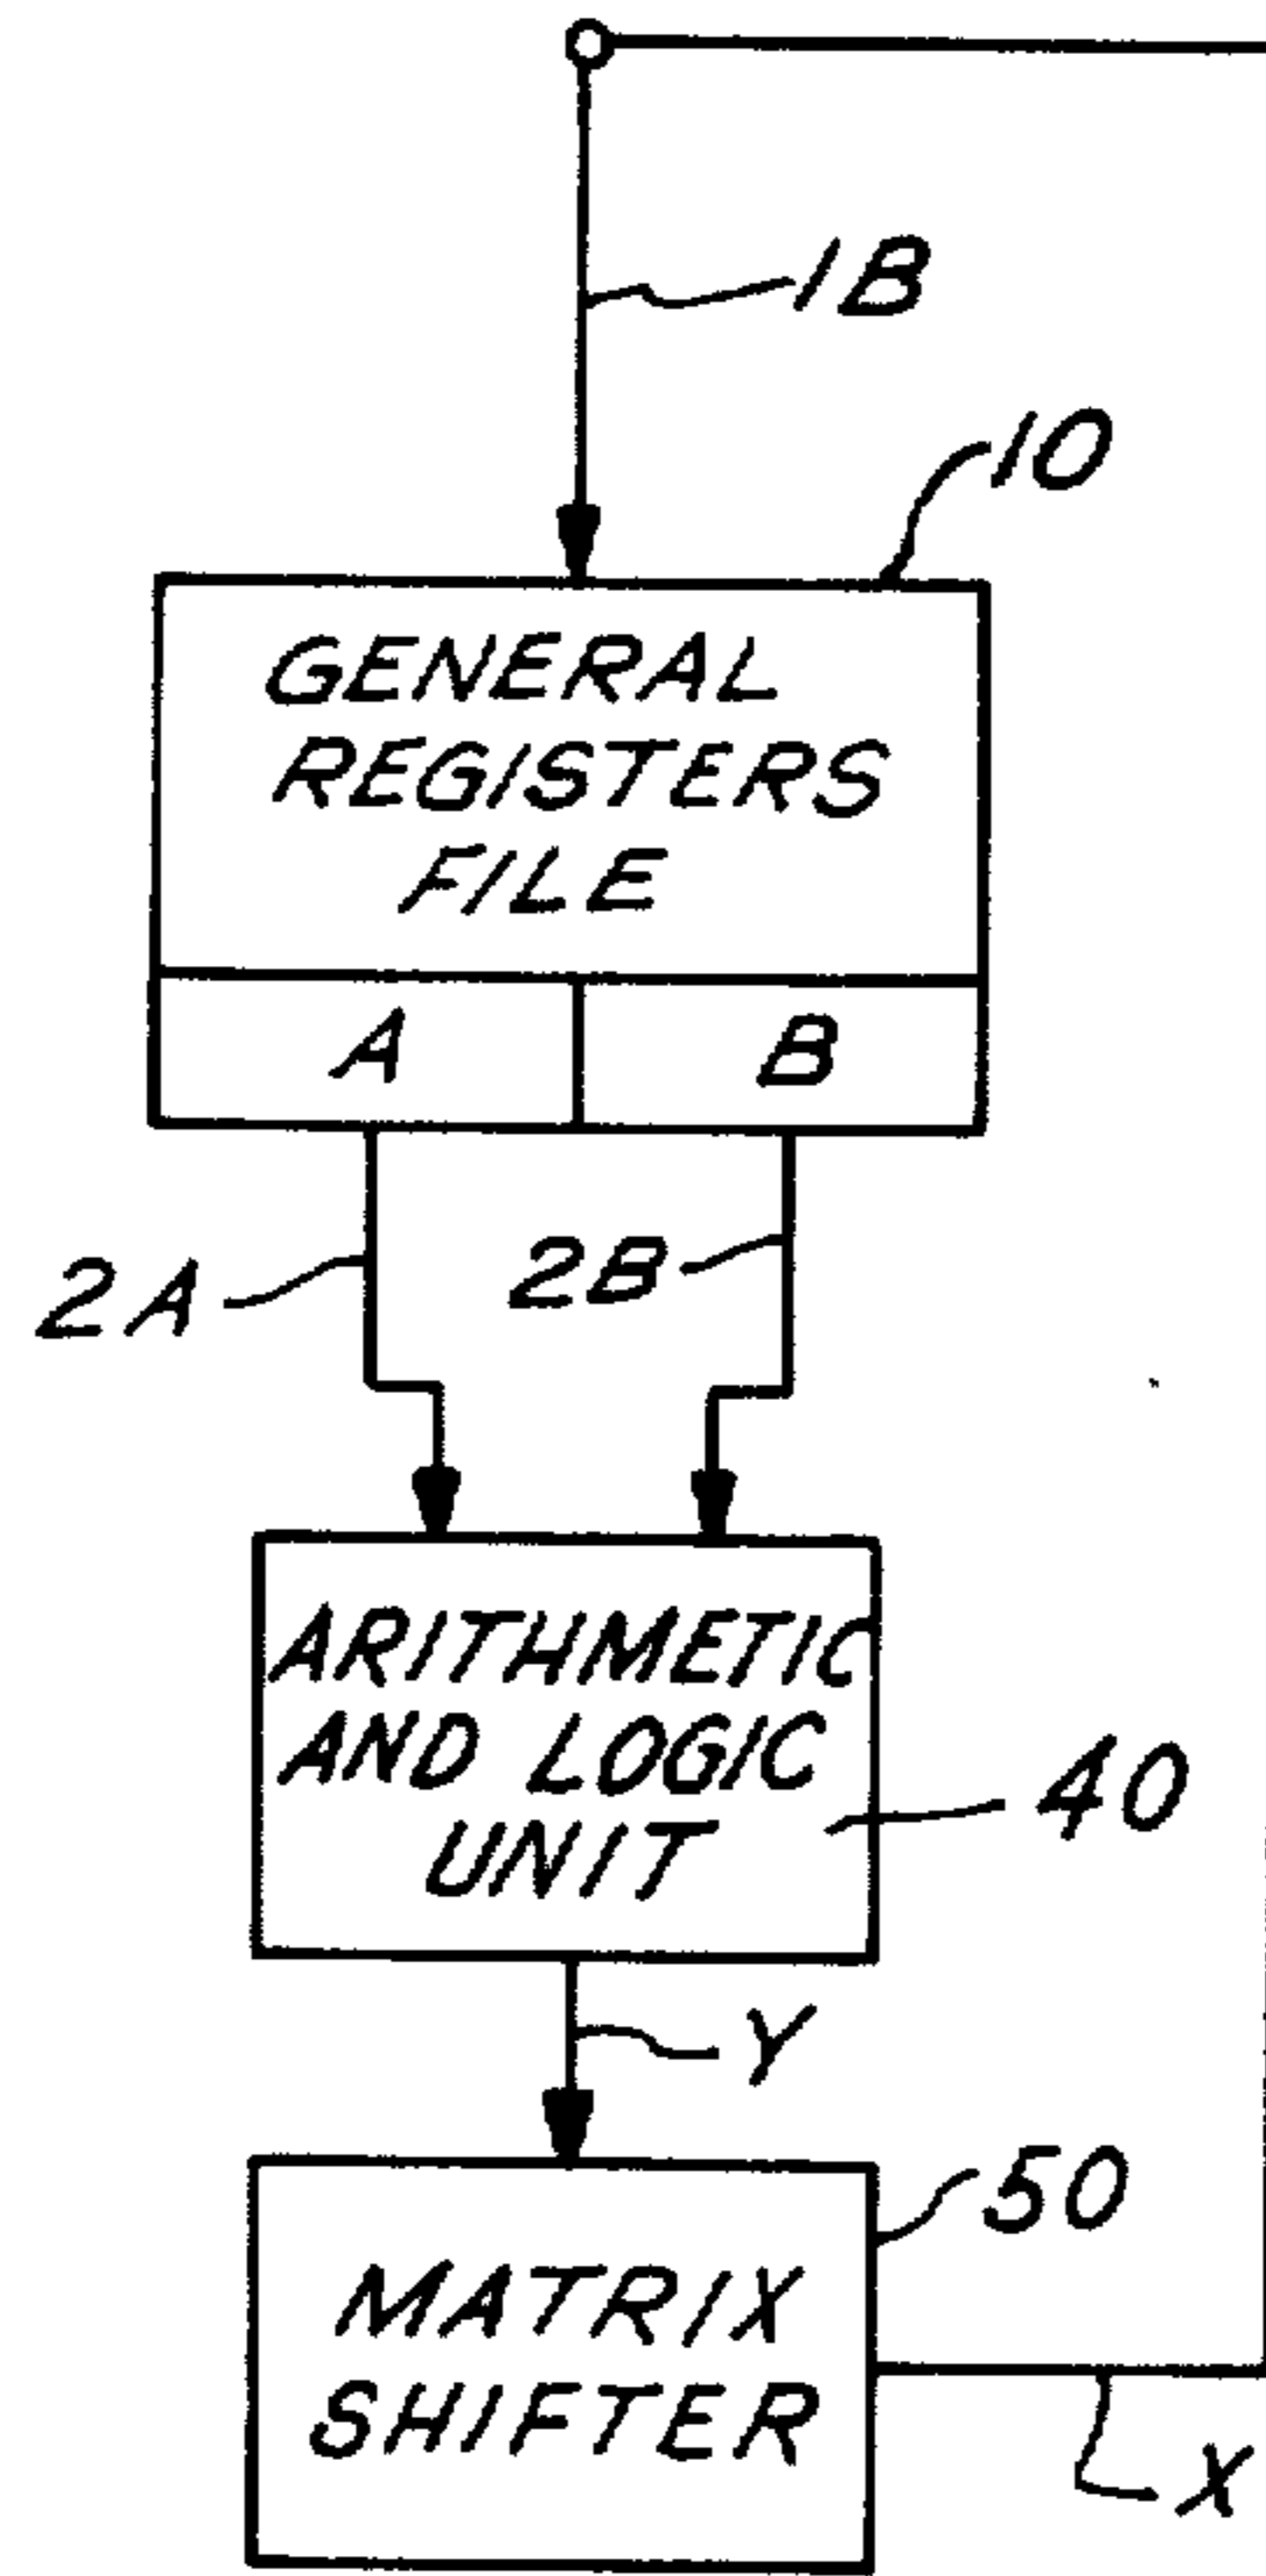 1B
10
GENERAL
REGISTERS
FILE
A B
2A 2B
ARITHMETIC
AND LOGIC
UNIT
40
Y
50
MATRIX
SHIFTER
X